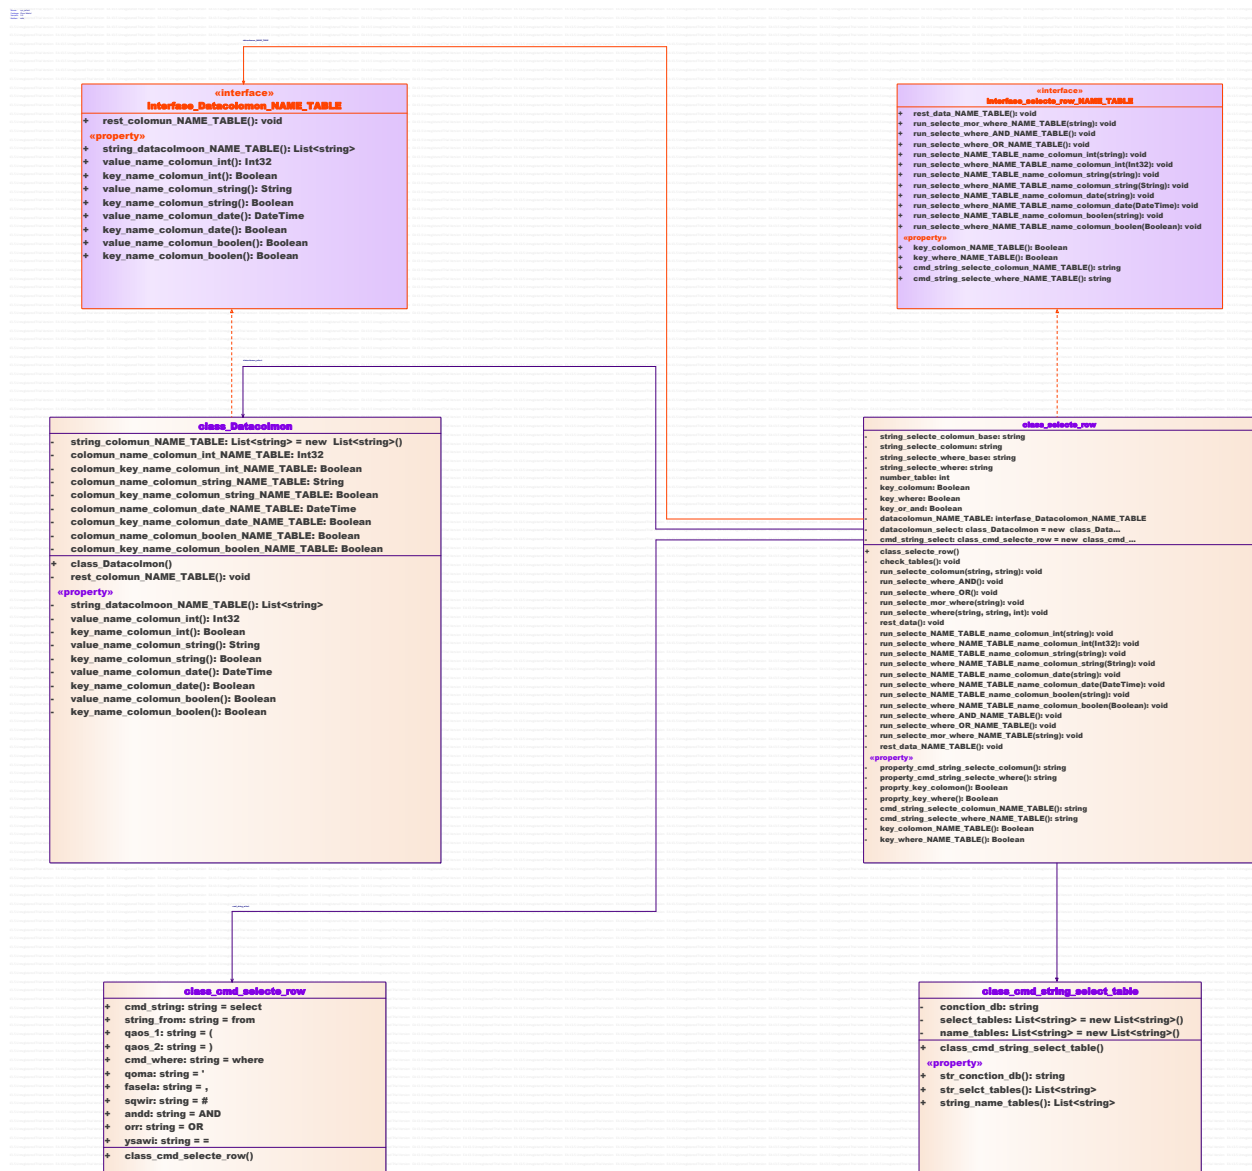 «interface»
interfase_Datacolomon_NAME_TABLE
+ rest_colomun_NAME_TABLE(): void
«property»
+ string_datacolmoon_NAME_TABLE(): List<string>
+ value_name_colomun_int(): Int32
+ key_name_colomun_int(): Boolean
+ value_name_colomun_string(): String
+ key_name_colomun_string(): Boolean
+ value_name_colomun_date(): DateTime
+ key_name_colomun_date(): Boolean
+ value_name_colomun_boolen(): Boolean
+ key_name_colomun_boolen(): Boolean
«interface»
interfase_selecte_row_NAME_TABLE
+ rest_data_NAME_TABLE(): void
+ run_selecte_mor_where_NAME_TABLE(string): void
+ run_selecte_where_AND_NAME_TABLE(): void
+ run_selecte_where_OR_NAME_TABLE(): void
+ run_selecte_NAME_TABLE_name_colomun_int(string): void
+ run_selecte_where_NAME_TABLE_name_colomun_int(Int32): void
+ run_selecte_NAME_TABLE_name_colomun_string(string): void
+ run_selecte_where_NAME_TABLE_name_colomun_string(String): void
+ run_selecte_NAME_TABLE_name_colomun_date(string): void
+ run_selecte_where_NAME_TABLE_name_colomun_date(DateTime): void
+ run_selecte_NAME_TABLE_name_colomun_boolen(string): void
+ run_selecte_where_NAME_TABLE_name_colomun_boolen(Boolean): void
«property»
+ key_colomon_NAME_TABLE(): Boolean
+ key_where_NAME_TABLE(): Boolean
+ cmd_string_selecte_colomun_NAME_TABLE(): string
+ cmd_string_selecte_where_NAME_TABLE(): string
class_Datacolmon
- string_colomun_NAME_TABLE: List<string> = new List<string>()
- colomun_name_colomun_int_NAME_TABLE: Int32
- colomun_key_name_colomun_int_NAME_TABLE: Boolean
- colomun_name_colomun_string_NAME_TABLE: String
- colomun_key_name_colomun_string_NAME_TABLE: Boolean
- colomun_name_colomun_date_NAME_TABLE: DateTime
- colomun_key_name_colomun_date_NAME_TABLE: Boolean
- colomun_name_colomun_boolen_NAME_TABLE: Boolean
- colomun_key_name_colomun_boolen_NAME_TABLE: Boolean
+ class_Datacolmon()
- rest_colomun_NAME_TABLE(): void
«property»
- string_datacolmoon_NAME_TABLE(): List<string>
- value_name_colomun_int(): Int32
- key_name_colomun_int(): Boolean
- value_name_colomun_string(): String
- key_name_colomun_string(): Boolean
- value_name_colomun_date(): DateTime
- key_name_colomun_date(): Boolean
- value_name_colomun_boolen(): Boolean
- key_name_colomun_boolen(): Boolean
class_selecte_row
- string_selecte_colomun_base: string
- string_selecte_colomun: string
- string_selecte_where_base: string
- string_selecte_where: string
- number_table: int
- key_colomun: Boolean
- key_where: Boolean
- key_or_and: Boolean
- datacolomun_NAME_TABLE: interfase_Datacolomon_NAME_TABLE
- datacolomun_select: class_Datacolmon = new class_Data...
- cmd_string_select: class_cmd_selecte_row = new class_cmd_...
+ class_selecte_row()
- check_tables(): void
- run_selecte_colomun(string, string): void
- run_selecte_where_AND(): void
- run_selecte_where_OR(): void
- run_selecte_mor_where(string): void
- run_selecte_where(string, string, int): void
- rest_data(): void
- run_selecte_NAME_TABLE_name_colomun_int(string): void
- run_selecte_where_NAME_TABLE_name_colomun_int(Int32): void
- run_selecte_NAME_TABLE_name_colomun_string(string): void
- run_selecte_where_NAME_TABLE_name_colomun_string(String): void
- run_selecte_NAME_TABLE_name_colomun_date(string): void
- run_selecte_where_NAME_TABLE_name_colomun_date(DateTime): void
- run_selecte_NAME_TABLE_name_colomun_boolen(string): void
- run_selecte_where_NAME_TABLE_name_colomun_boolen(Boolean): void
- run_selecte_where_AND_NAME_TABLE(): void
- run_selecte_where_OR_NAME_TABLE(): void
- run_selecte_mor_where_NAME_TABLE(string): void
- rest_data_NAME_TABLE(): void
«property»
- property_cmd_string_selecte_colomun(): string
- property_cmd_string_selecte_where(): string
- proprty_key_colomon(): Boolean
- proprty_key_where(): Boolean
- cmd_string_selecte_colomun_NAME_TABLE(): string
- cmd_string_selecte_where_NAME_TABLE(): string
- key_colomon_NAME_TABLE(): Boolean
- key_where_NAME_TABLE(): Boolean
class_cmd_selecte_row
+ cmd_string: string = select
+ string_from: string = from
+ qaos_1: string = (
+ qaos_2: string = )
+ cmd_where: string = where
+ qoma: string = '
+ fasela: string = ,
+ sqwir: string = #
+ andd: string = AND
+ orr: string = OR
+ ysawi: string = =
+ class_cmd_selecte_row()
class_cmd_string_select_table
- conction_db: string
- select_tables: List<string> = new List<string>()
- name_tables: List<string> = new List<string>()
+ class_cmd_string_select_table()
«property»
+ str_conction_db(): string
+ str_selct_tables(): List<string>
+ string_name_tables(): List<string>